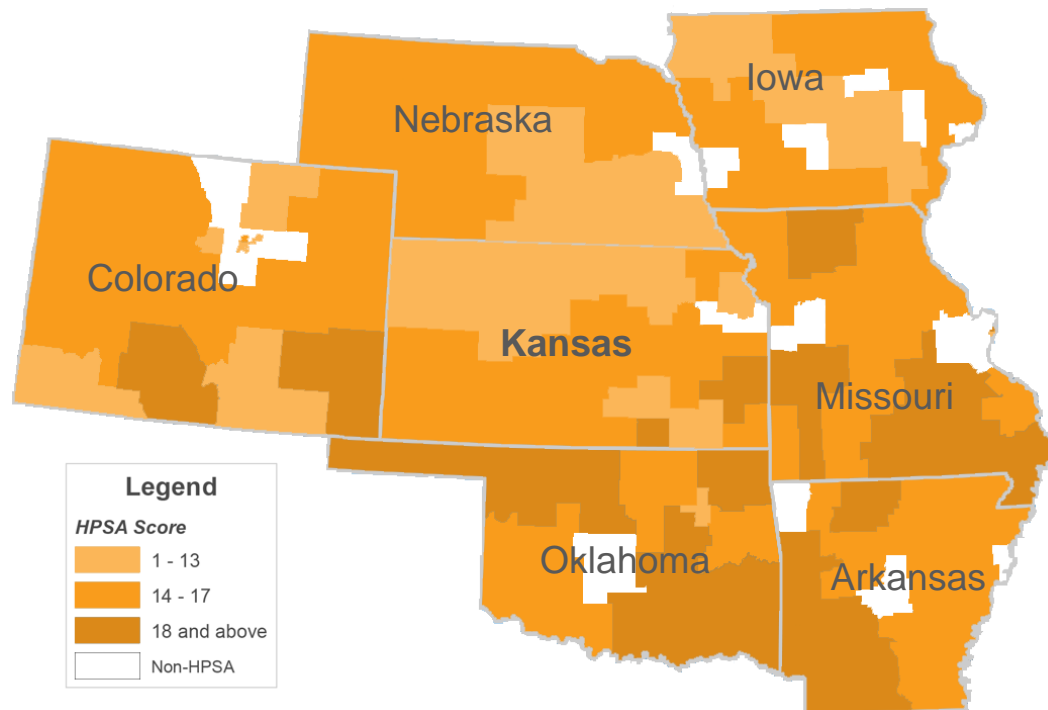 Iowa
Nebraska
Colorado
Kansas
Missouri
Oklahoma
Arkansas
Legend
HPSA Score
1 - 13
14 - 17
18 and above
Non-HPSA